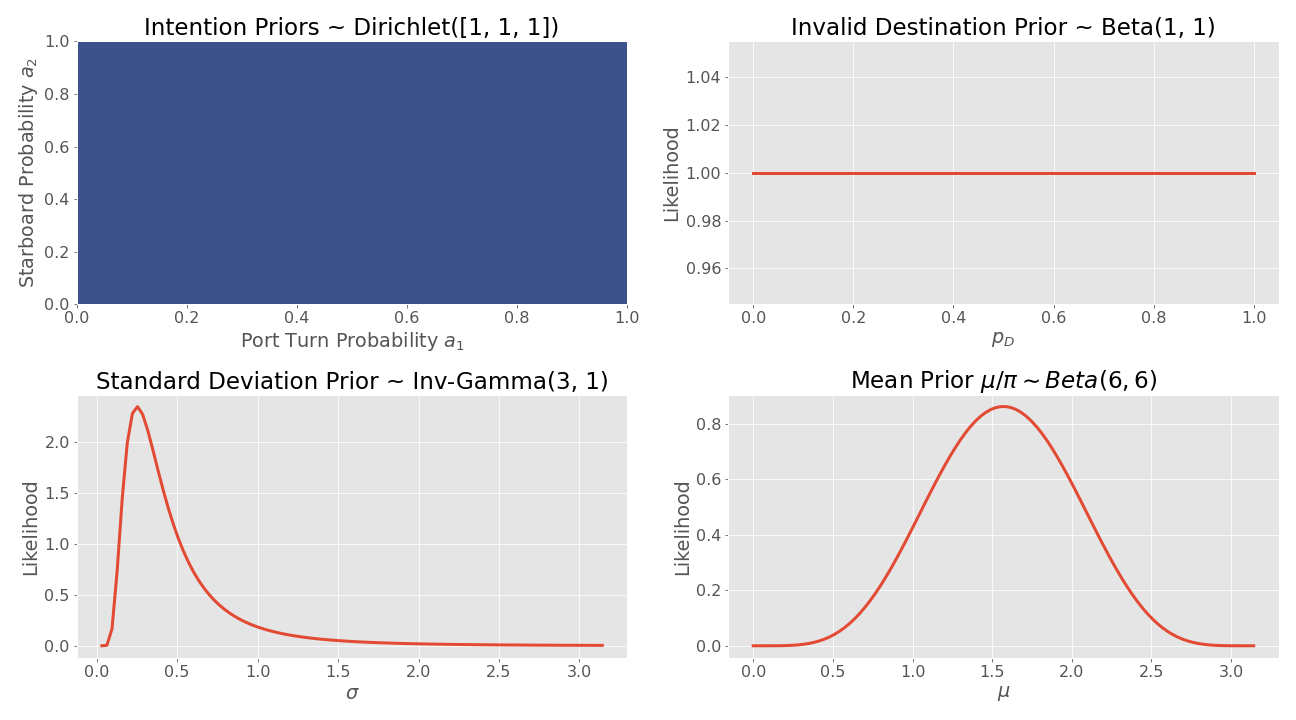 Intention Priors ~ Dirichlet([1, 1, 1])
Starboard Probability a₂
1.0
0.8
0.6
0.4
0.2
0.0
0.0 0.2 0.4 0.6 0.8 1.0
Port Turn Probability a₁
Invalid Destination Prior ~ Beta(1, 1)
Likelihood
1.04
1.02
1.00
0.98
0.96
0.0 0.2 0.4 0.6 0.8 1.0
p_D
Standard Deviation Prior ~ Inv-Gamma(3, 1)
Likelihood
2.0
1.5
1.0
0.5
0.0
0.0 0.5 1.0 1.5 2.0 2.5 3.0
σ
Mean Prior μ/π ~ Beta(6, 6)
Likelihood
0.8
0.6
0.4
0.2
0.0
0.0 0.5 1.0 1.5 2.0 2.5 3.0
μ